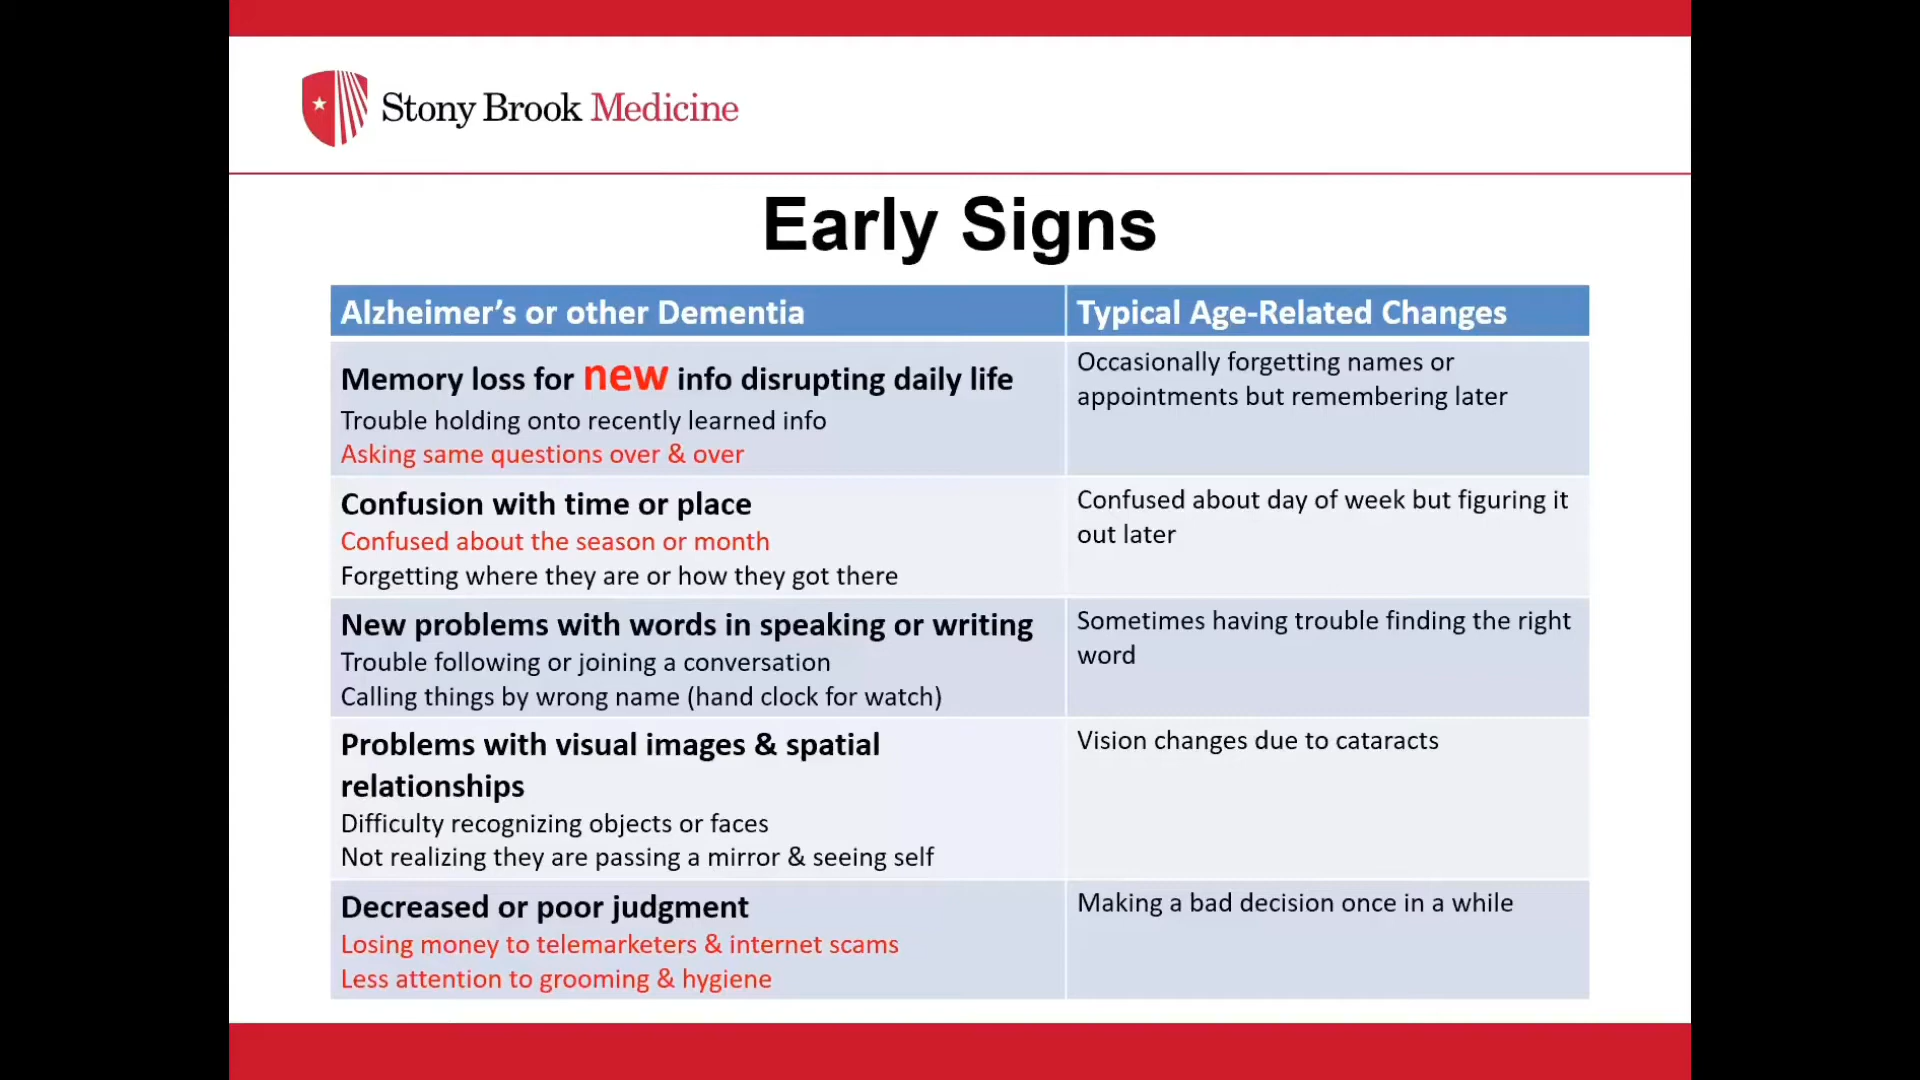 Stony Brook Medicine
Early Signs
Alzheimer’s or other Dementia
Typical Age-Related Changes
Memory loss for new info disrupting daily life
Trouble holding onto recently learned info
Asking same questions over & over
Occasionally forgetting names or
appointments but remembering later
Confusion with time or place
Confused about the season or month
Forgetting where they are or how they got there
Confused about day of week but figuring it
out later
New problems with words in speaking or writing
Trouble following or joining a conversation
Calling things by wrong name (hand clock for watch)
Sometimes having trouble finding the right
word
Problems with visual images & spatial
relationships
Difficulty recognizing objects or faces
Not realizing they are passing a mirror & seeing self
Vision changes due to cataracts
Decreased or poor judgment
Losing money to telemarketers & internet scams
Less attention to grooming & hygiene
Making a bad decision once in a while